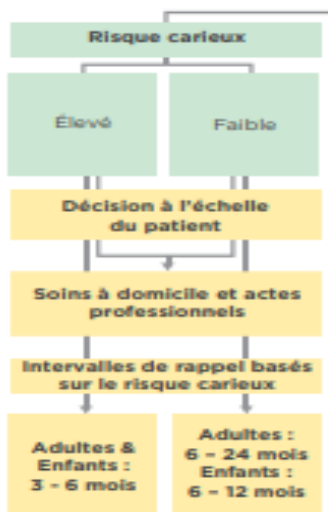 Risque carieux
Élevé
Faible
Décision à l'échelle
du patient
Soins à domicile et actes
professionnels
Intervalles de rappel basés
sur le risque carieux
Adultes &
Enfants :
3 - 6 mois
Adultes :
6 - 24 mois
Enfants :
6 - 12 mois